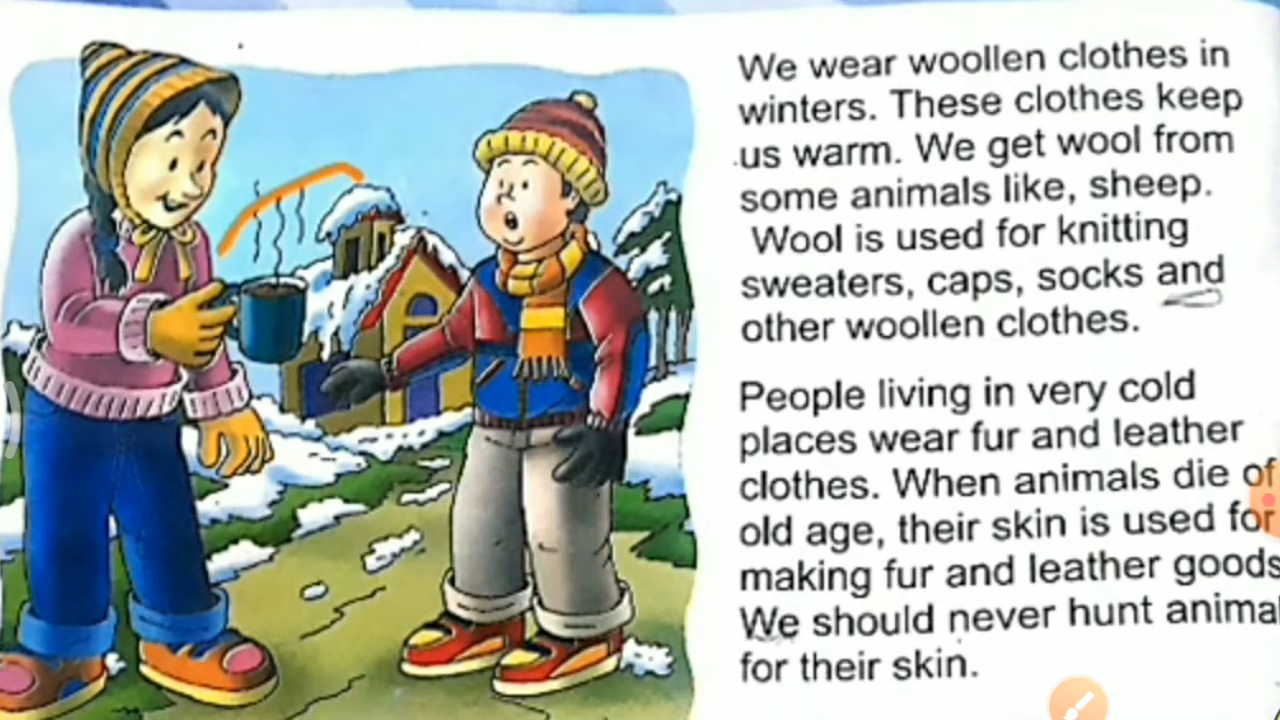 We wear woollen clothes in
winters. These clothes keep
us warm. We get wool from
some animals like, sheep.
Wool is used for knitting
sweaters, caps, socks and
other woollen clothes.
People living in very cold
places wear fur and leather
clothes. When animals die of
old age, their skin is used for
making fur and leather goods
We should never hunt animal
for their skin.